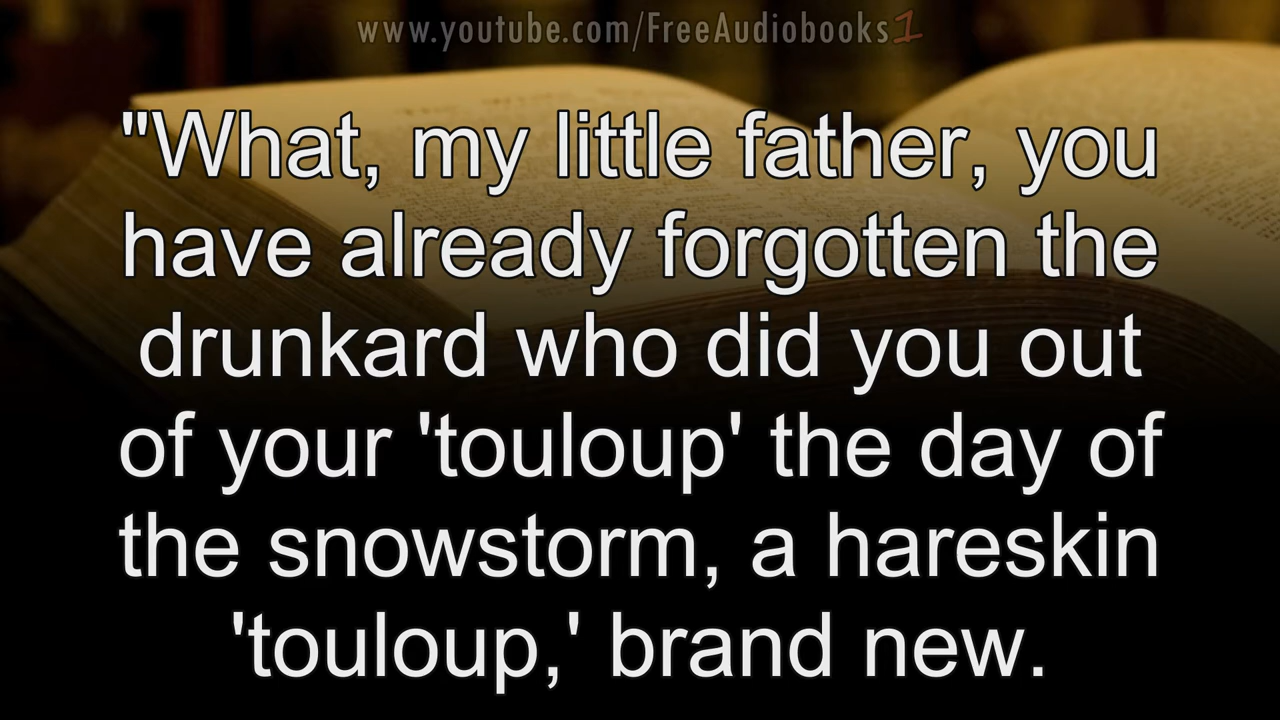 www.youtube.com/FreeAudiobooks1
"What, my little father, you
have already forgotten the
drunkard who did you out
of your 'touloup' the day of
the snowstorm, a hareskin
'touloup,' brand new.